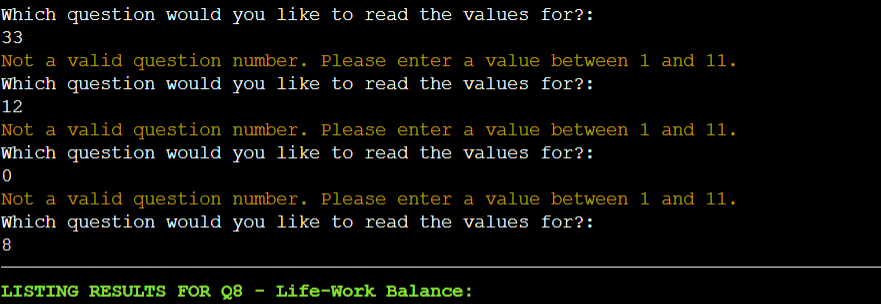 Which question would you like to read the values for?:
33
Not a valid question number. Please enter a value between 1 and 11.
Which question would you like to read the values for?:
12
Not a valid question number. Please enter a value between 1 and 11.
Which question would you like to read the values for?:
0
Not a valid question number. Please enter a value between 1 and 11.
Which question would you like to read the values for?:
8
LISTING RESULTS FOR Q8 - Life-Work Balance: